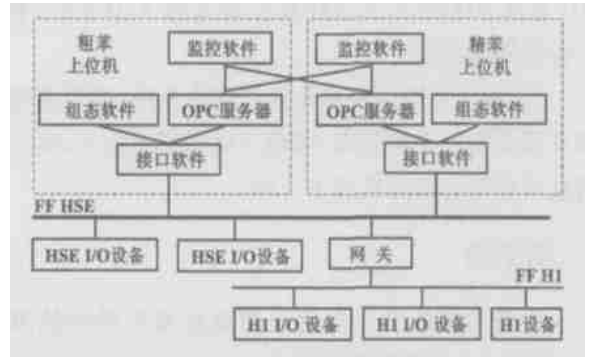 粗苯
上位机
监控软件
监控软件
精苯
上位机
组态软件
OPC服务器
OPC服务器
组态软件
接口软件
接口软件
FF HSE
HSE I/O设备
HSE I/O设备
网 关
FF H1
H1 I/O 设备
H1 I/O 设备
H1设备